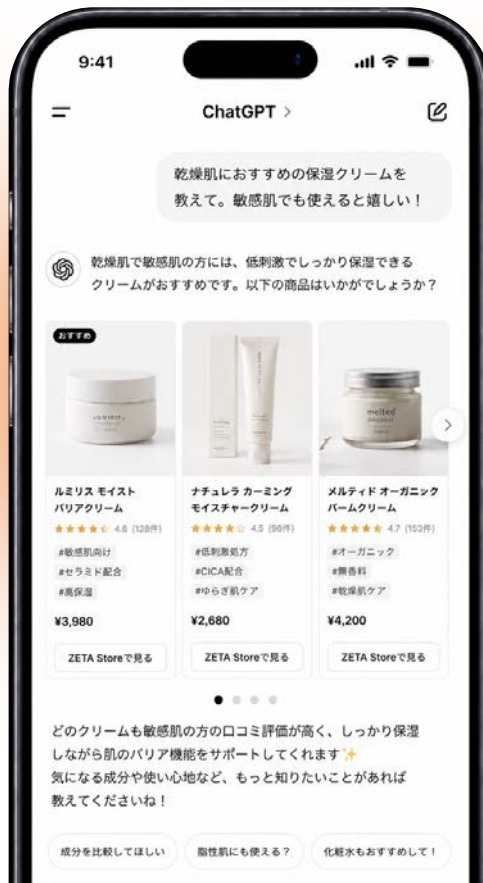 9:41
ChatGPT >
乾燥肌におすすめの保湿クリームを
教えて。敏感肌でも使えると嬉しい！
乾燥肌で敏感肌の方には、低刺激でしっかり保湿できる
クリームがおすすめです。以下の商品はいかがでしょうか？
おすすめ
melted
ルミリス モイスト
バリアクリーム
4.6 (128件)
#敏感肌向け
#セラミド配合
#高保湿
¥3,980
ZETA Storeで見る
ナチュレラ カーミング
モイスチャークリーム
4.5 (96件)
#低刺激処方
#CICA配合
#ゆらぎ肌ケア
¥2,680
ZETA Storeで見る
メルティド オーガニック
バームクリーム
4.7 (153件)
#オーガニック
#無香料
#乾燥肌ケア
¥4,200
ZETA Storeで見る
どのクリームも敏感肌の方の口コミ評価が高く、しっかり保湿
しながら肌のバリア機能をサポートしてくれます✨
気になる成分や使い心地など、もっと知りたいことがあれば
教えてくださいね！
成分を比較してほしい
脂性肌にも使える？
化粧水もおすすめして！